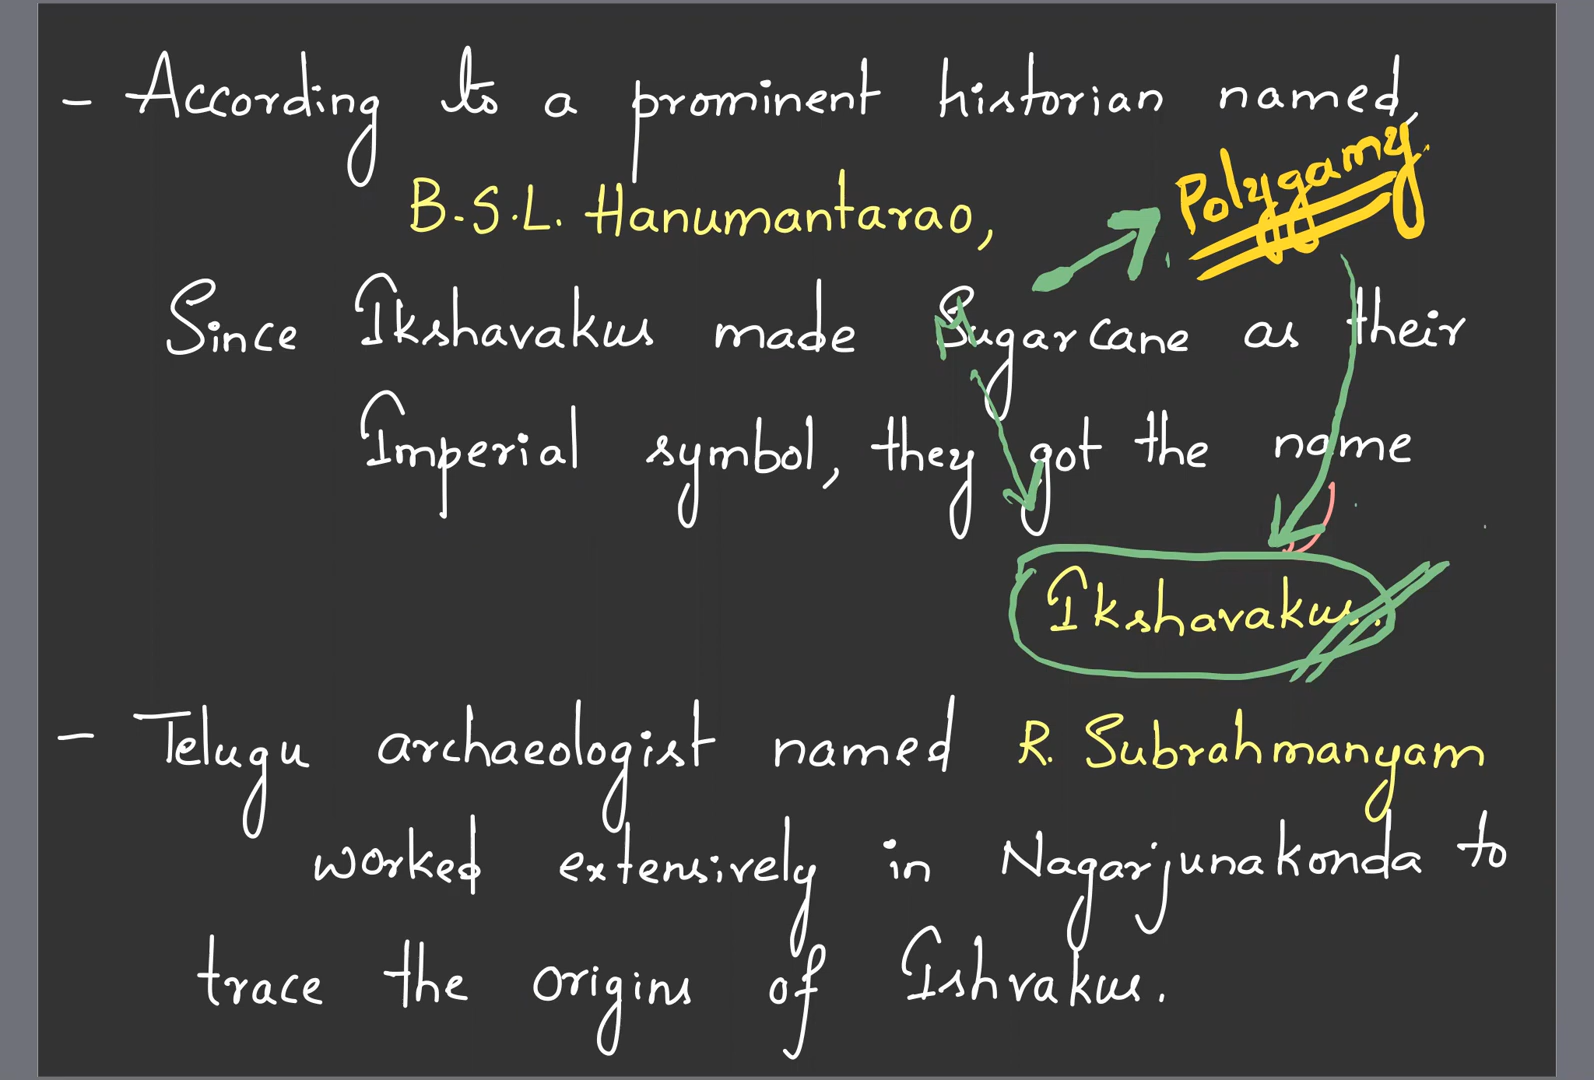 - According to a prominent historian named,
Polygamy.
B.S.L. Hanumantarao,
Since Ikshavakus made Sugarcane as their
Imperial symbol, they got the name
Ikshavakus.
- Telugu archaeologist named R. Subrahmanyam
worked extensively in Nagarjunakonda to
trace the origins of Ishvakus.